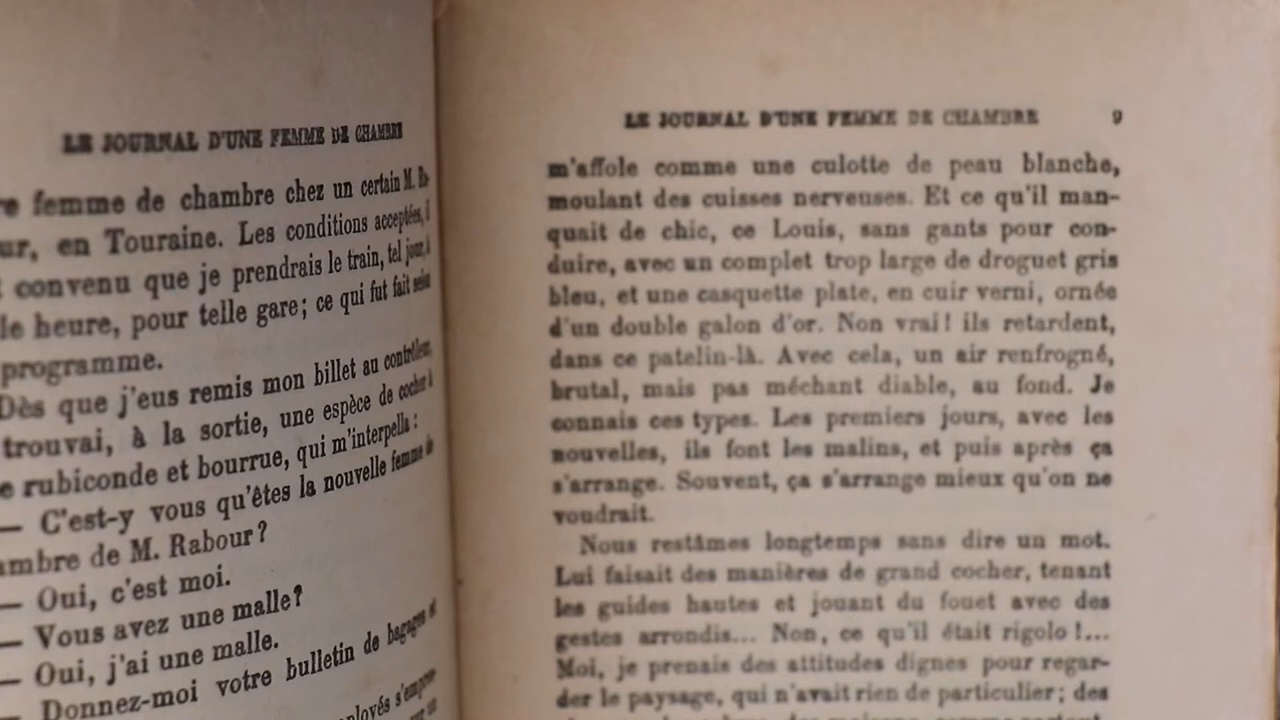 LE JOURNAL D'UNE FEMME DE CHAMBRE
femme de chambre chez un certain M.
en Touraine. Les conditions acceptées, il
convenu que je prendrais le train, tel jour, à
heure, pour telle gare; ce qui fut fait selon
programme.
Dès que j'eus remis mon billet au contrôleur,
trouvai, à la sortie, une espèce de cocher à
rubiconde et bourrue, qui m'interpella :
— C'est-y vous qu'êtes la nouvelle femme de
de M. Rabour?
— Oui, c'est moi.
— Vous avez une malle?
— Oui, j'ai une malle.
— Donnez-moi votre bulletin de bagages et
LE JOURNAL D'UNE FEMME DE CHAMBRE 9
m'affole comme une culotte de peau blanche,
moulant des cuisses nerveuses. Et ce qu'il man-
quait de chic, ce Louis, sans gants pour con-
duire, avec un complet trop large de droguet gris
bleu, et une casquette plate, en cuir verni, ornée
d'un double galon d'or. Non vrai! ils retardent,
dans ce patelin-là. Avec cela, un air renfrogné,
brutal, mais pas méchant diable, au fond. Je
connais ces types. Les premiers jours, avec les
nouvelles, ils font les malins, et puis après ça
s'arrange. Souvent, ça s'arrange mieux qu'on ne
voudrait.
Nous restâmes longtemps sans dire un mot.
Lui faisait des manières de grand cocher, tenant
les guides hautes et jouant du fouet avec des
gestes arrondis... Non, ce qu'il était rigolo!...
Moi, je prenais des attitudes dignes pour regar-
der le paysage, qui n'avait rien de particulier; des